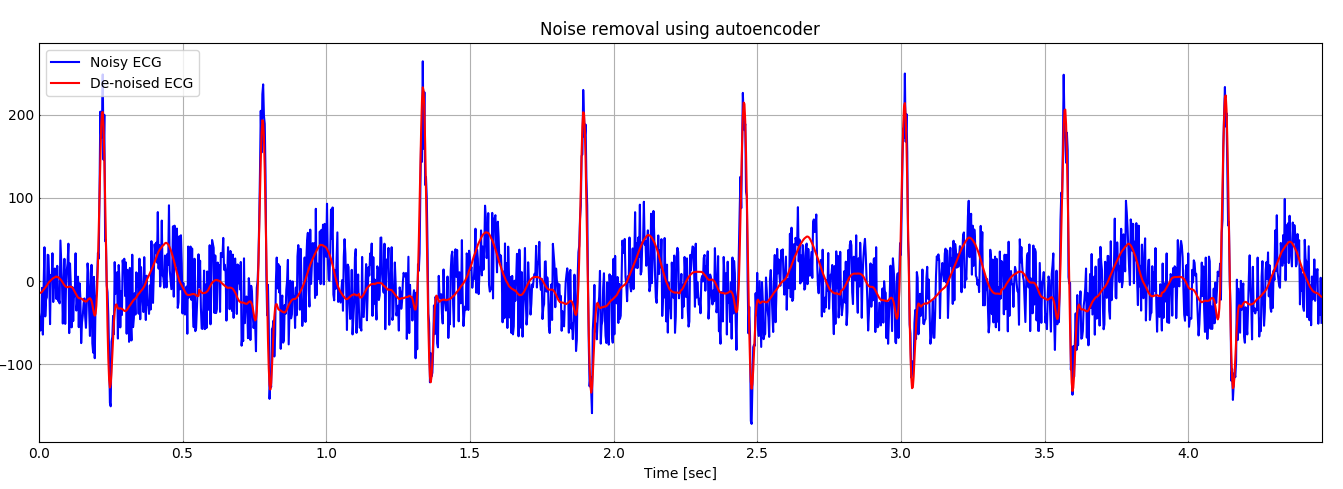 Noise removal using autoencoder
Noisy ECG
De-noised ECG
200
100
0
−100
0.0 0.5 1.0 1.5 2.0 2.5 3.0 3.5 4.0
Time [sec]